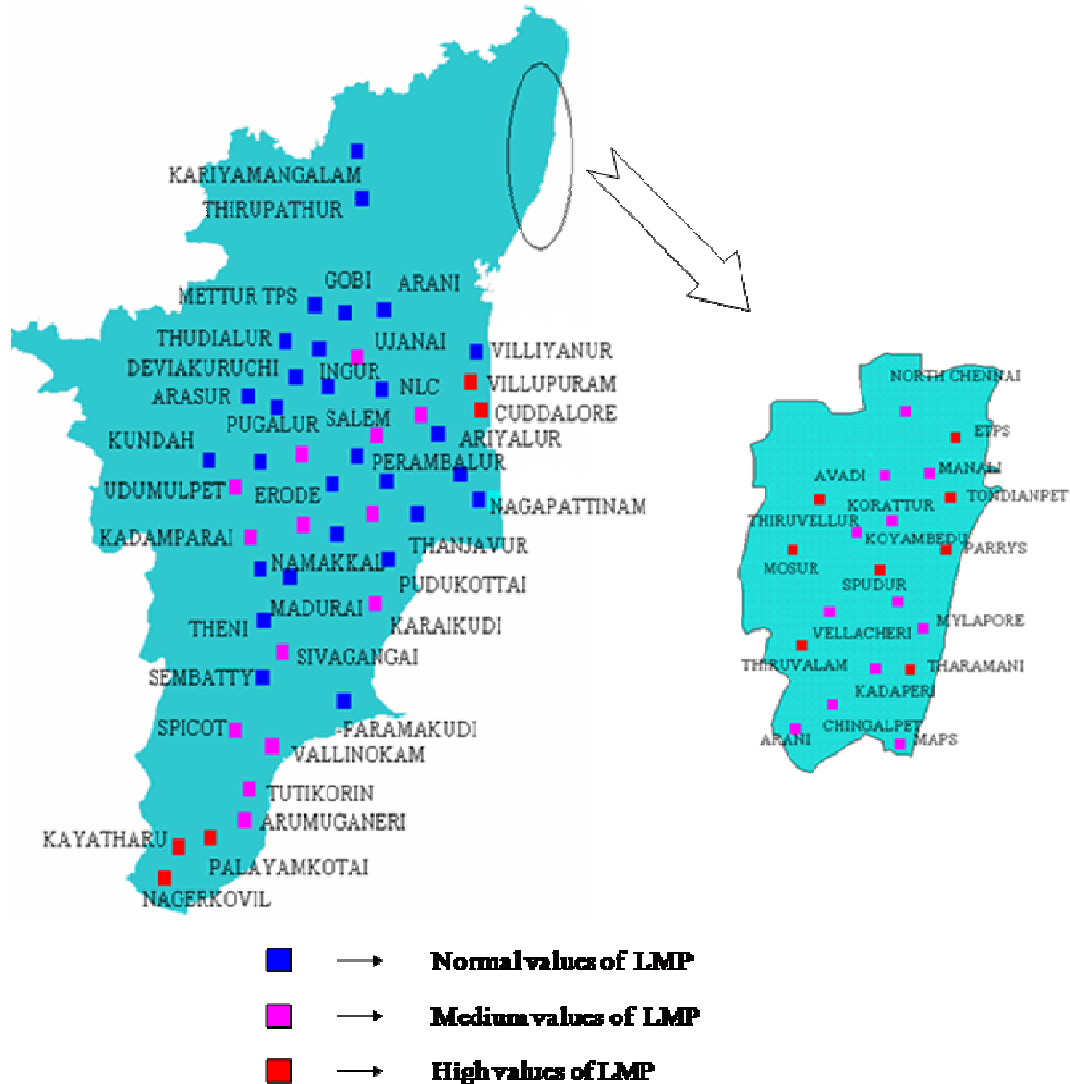 KARIYAMANGALAM
THIRUPATHUR
GOBI
ARANI
METTUR TPS
THUDIALUR
UJANAI
VILLIYANUR
DEVIAKURUCHI
INGUR
NLC
VILLUPURAM
ARASUR
CUDDALORE
PUGALUR
SALEM
KUNDAH
ARIYALUR
PERAMBALUR
UDUMULPET
ERODE
NAGAPATTINAM
KADAMPARAI
THANJAVUR
NAMAKKAL
PUDUKOTTAI
MADURAI
THENI
KARAIKUDI
SIVAGANGAI
SEMBATTY
SPICOT
PARAMAKUDI
VALLINOKAM
TUTIKORIN
ARUMUGANERI
KAYATHARU
PALAYAMKOTAI
NAGERKOVIL
NORTH CHENNAI
ETPS
AVADI
MANALI
KORATTUR
TONDIANPET
THIRUVELLUR
KOYAMBEDU
PARRYS
MOSUR
SPUDUR
MYLAPORE
VELLACHERI
THIRUVALAM
THARAMANI
KADAPERI
CHINGALPET
ARANI
MAPS
Normal values of LMP
Medium values of LMP
High values of LMP